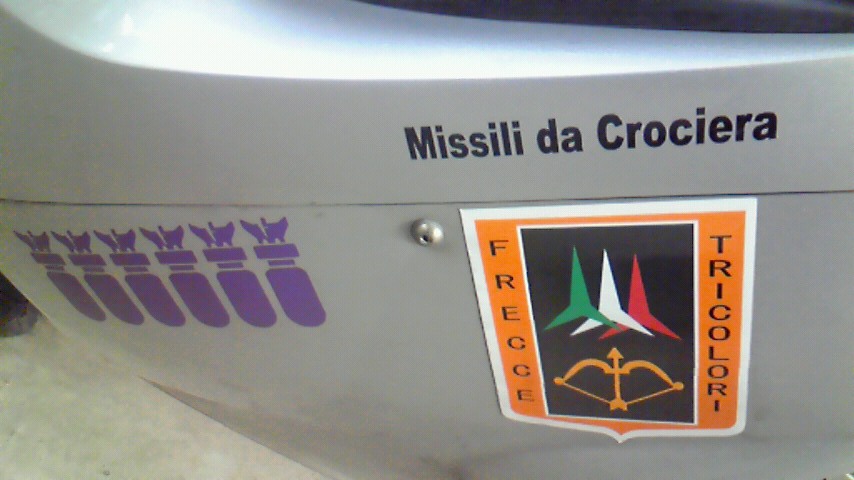 Missili da Crociera
FRECCE
TRICOLORI